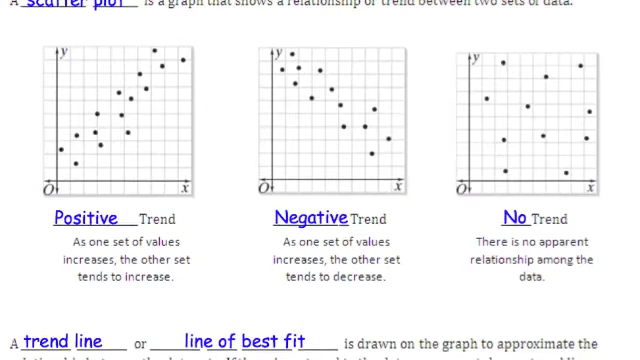 A scatter plot is a graph that shows a relationship or trend between two sets of data.
y y y
O x O x O x
Positive Trend Negative Trend No Trend
As one set of values As one set of values There is no apparent
increases, the other set increases, the other set relationship among the
tends to increase. tends to decrease. data.
A trend line or line of best fit is drawn on the graph to approximate the